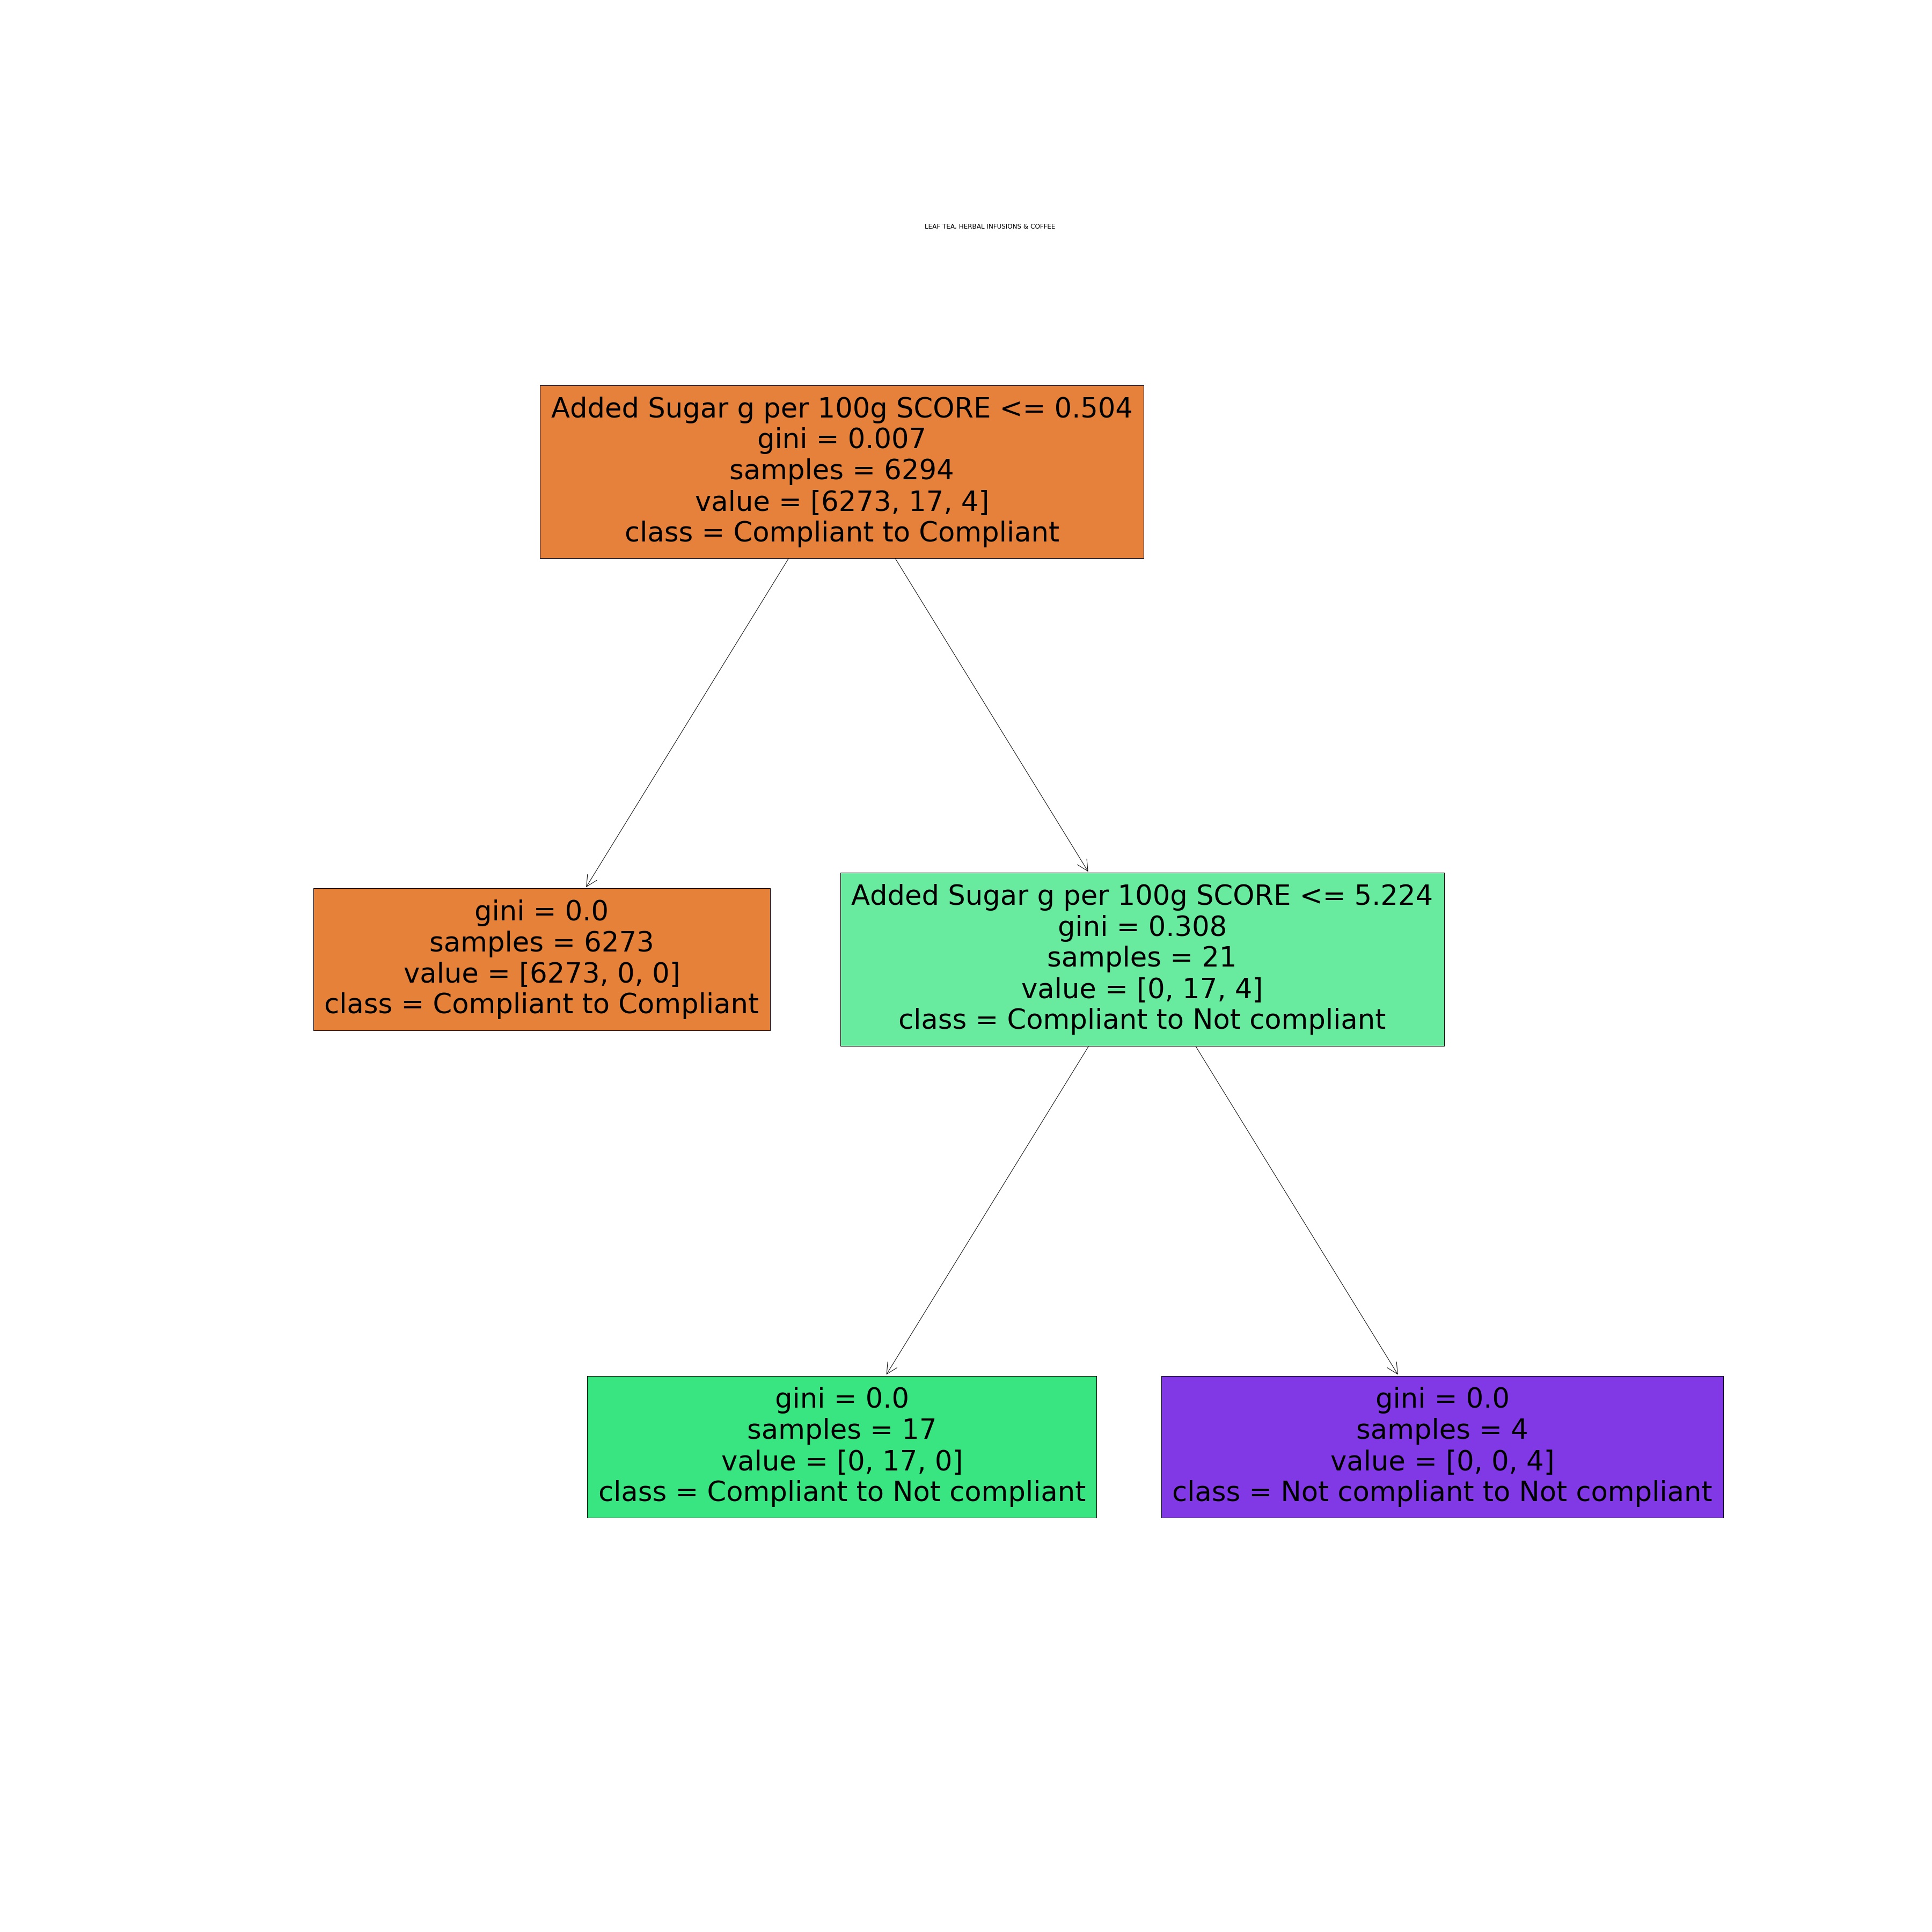 LEAF TEA, HERBAL INFUSIONS & COFFEE
Added Sugar g per 100g SCORE <= 0.504
gini = 0.007
samples = 6294
value = [6273, 17, 4]
class = Compliant to Compliant
gini = 0.0
samples = 6273
value = [6273, 0, 0]
class = Compliant to Compliant
Added Sugar g per 100g SCORE <= 5.224
gini = 0.308
samples = 21
value = [0, 17, 4]
class = Compliant to Not compliant
gini = 0.0
samples = 17
value = [0, 17, 0]
class = Compliant to Not compliant
gini = 0.0
samples = 4
value = [0, 0, 4]
class = Not compliant to Not compliant